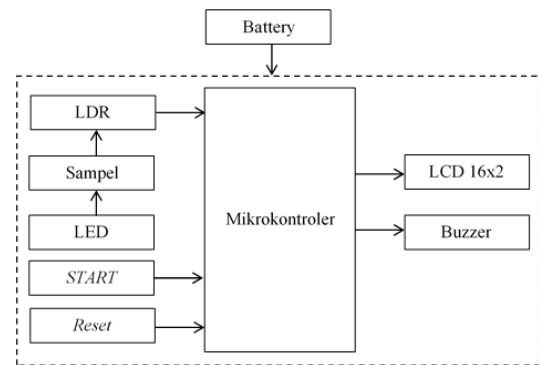 Battery
LDR
Sampel
LED
START
Reset
Mikrokontroler
LCD 16x2
Buzzer